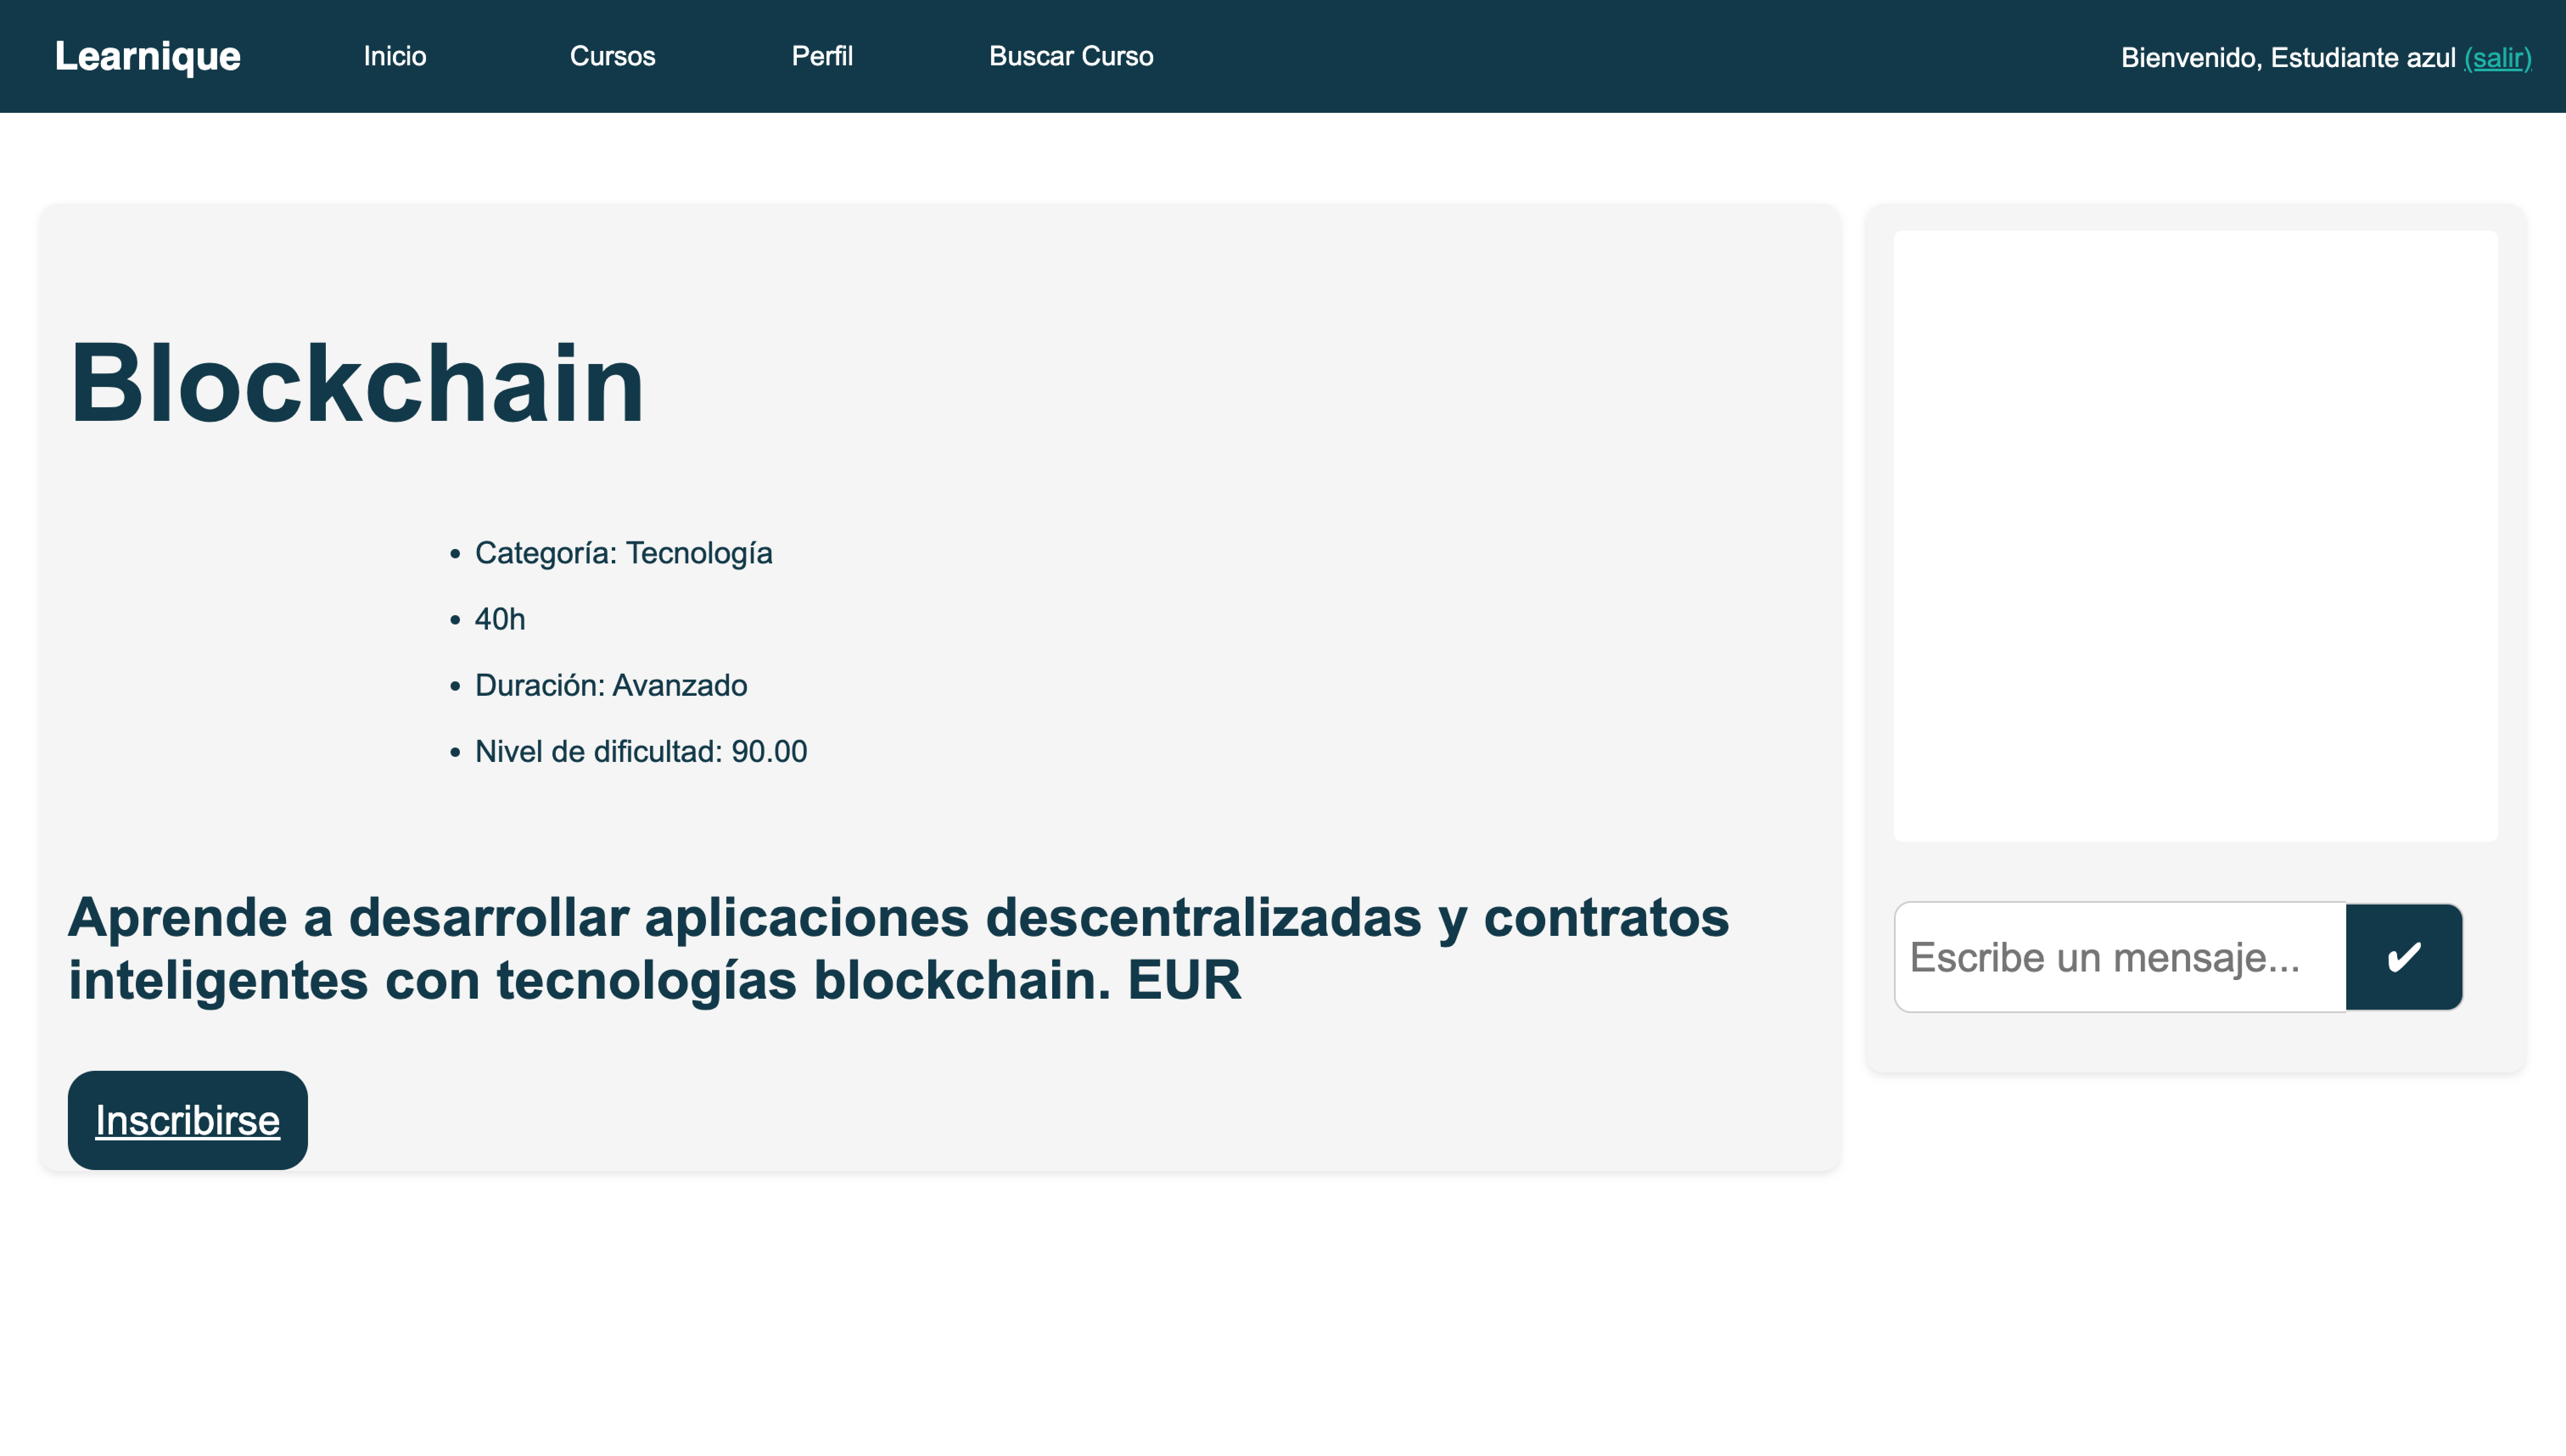 Learnique
Inicio
Cursos
Perfil
Buscar Curso
Bienvenido, Estudiante azul (salir)
Blockchain
• Categoría: Tecnología
• 40h
• Duración: Avanzado
• Nivel de dificultad: 90.00
Aprende a desarrollar aplicaciones descentralizadas y contratos
inteligentes con tecnologías blockchain. EUR
Inscribirse
Escribe un mensaje...
✔